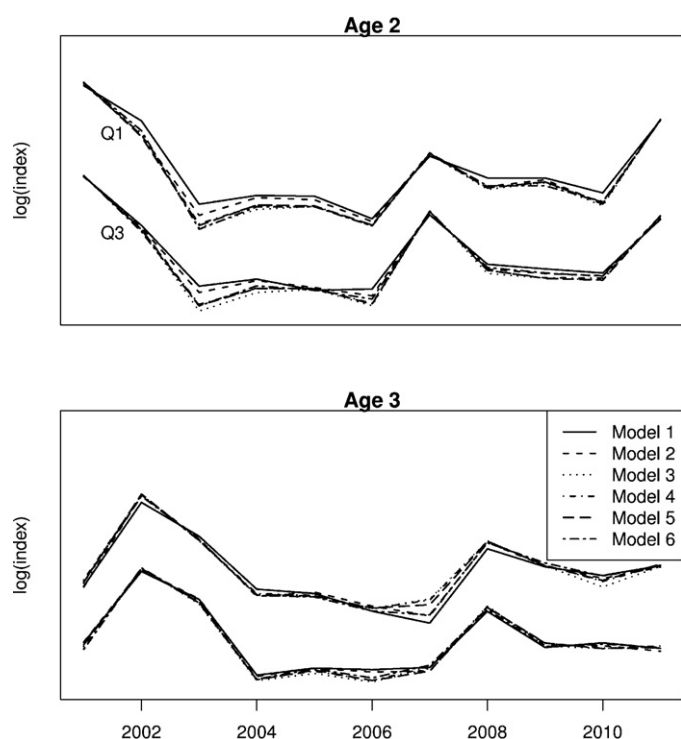 Age 2
log(index)
Q1
Q3
Age 3
log(index)
Model 1
Model 2
Model 3
Model 4
Model 5
Model 6
2002 2004 2006 2008 2010